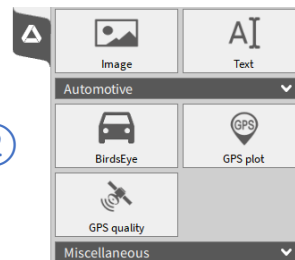 Image Text
Automotive
BirdsEye GPS plot
GPS
GPS quality
Miscellaneous